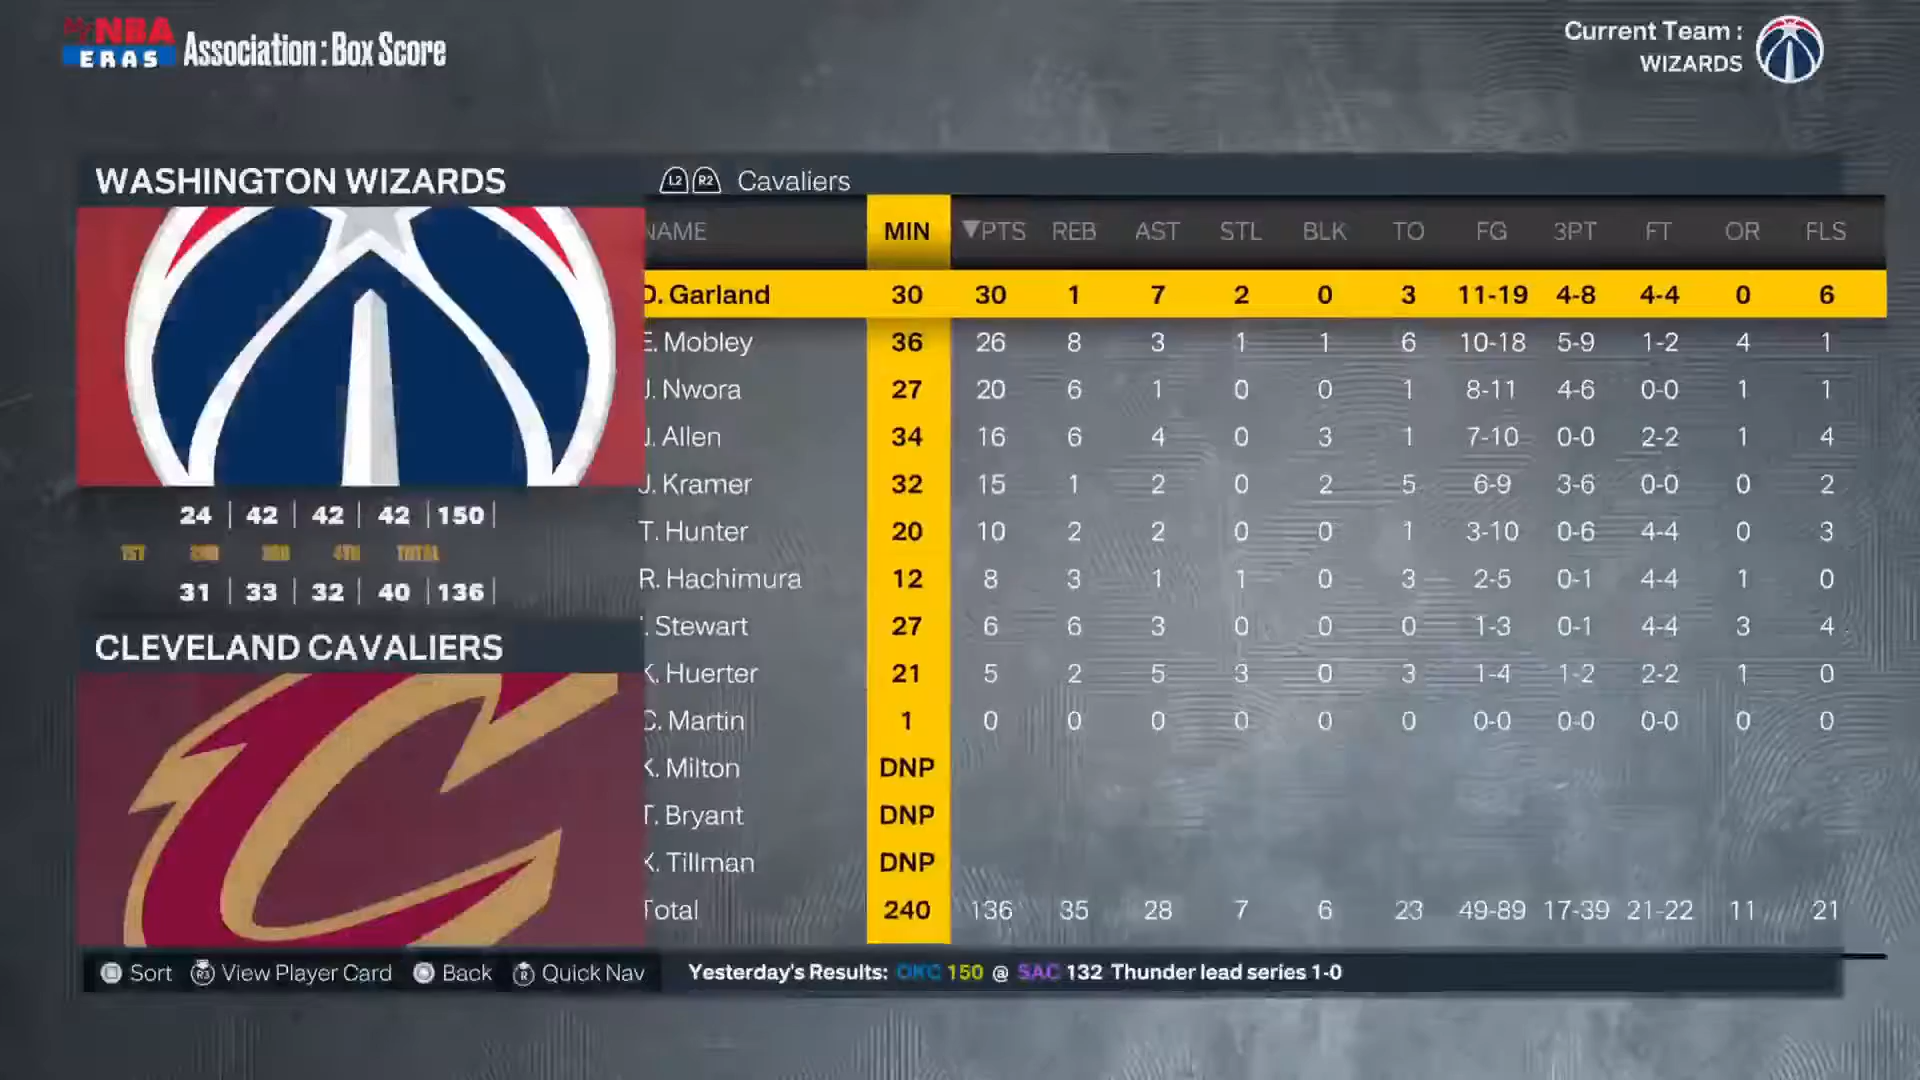 MyNBA
ERAS
Association : Box Score
Current Team :
WIZARDS
WASHINGTON WIZARDS
24 | 42 | 42 | 42 | 150 |
1ST 2ND 3RD 4TH TOTAL
31 | 33 | 32 | 40 | 136 |
CLEVELAND CAVALIERS
L2 R2 Cavaliers
NAME MIN ▼PTS REB AST STL BLK TO FG 3PT FT OR FLS
D. Garland 30 30 1 7 2 0 3 11-19 4-8 4-4 0 6
E. Mobley 36 26 8 3 1 1 6 10-18 5-9 1-2 4 1
J. Nwora 27 20 6 1 0 0 1 8-11 4-6 0-0 1 1
J. Allen 34 16 6 4 0 3 1 7-10 0-0 2-2 1 4
J. Kramer 32 15 1 2 0 2 5 6-9 3-6 0-0 0 2
T. Hunter 20 10 2 2 0 0 1 3-10 0-6 4-4 0 3
R. Hachimura 12 8 3 1 1 0 3 2-5 0-1 4-4 1 0
. Stewart 27 6 6 3 0 0 0 1-3 0-1 4-4 3 4
K. Huerter 21 5 2 5 3 0 3 1-4 1-2 2-2 1 0
C. Martin 1 0 0 0 0 0 0 0-0 0-0 0-0 0 0
K. Milton DNP
T. Bryant DNP
X. Tillman DNP
Total 240 136 35 28 7 6 23 49-89 17-39 21-22 11 21
Sort R3 View Player Card Back R Quick Nav
Yesterday's Results: OKC 150 @ SAC 132 Thunder lead series 1-0